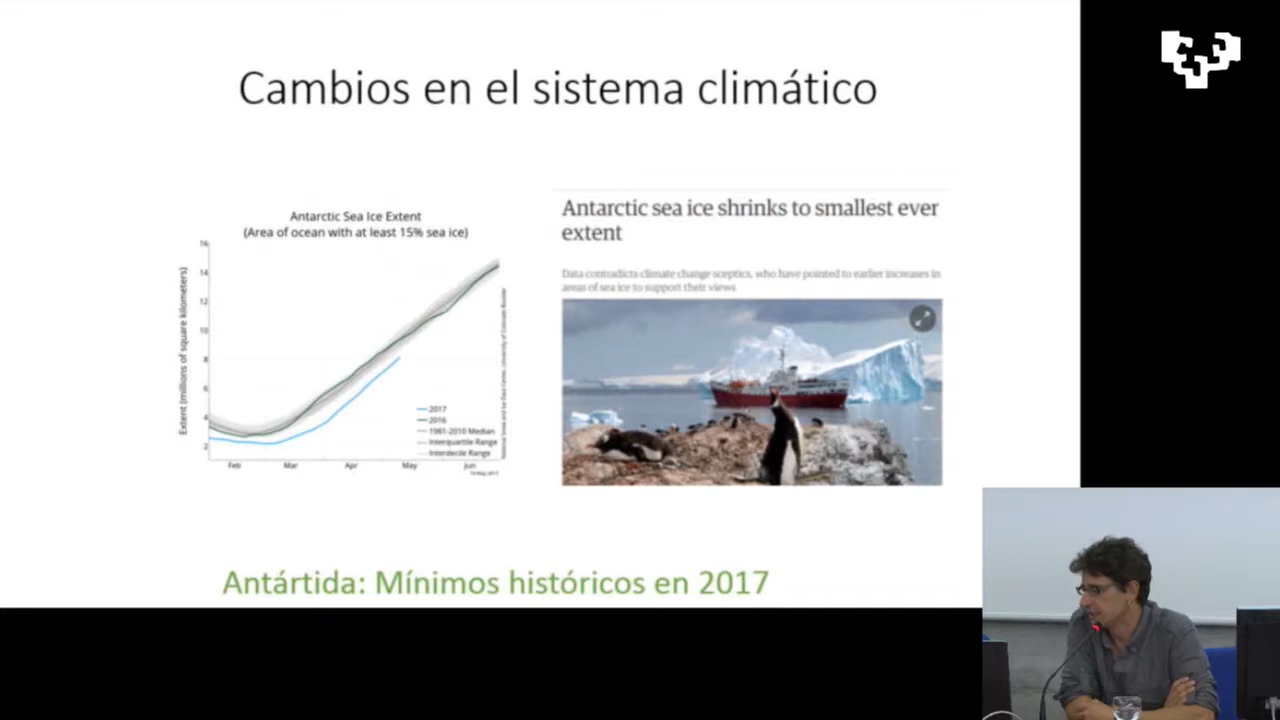 Cambios en el sistema climático
Antarctic Sea Ice Extent
(Area of ocean with at least 15% sea ice)
Extent (millions of square kilometers)
16
14
12
10
8
6
4
2
Feb
Mar
Apr
May
Jun
2017
2016
1981-2010 Median
Interquartile Range
Interdecile Range
Antarctic sea ice shrinks to smallest ever
extent
Data contradicts climate change sceptics, who have pointed to earlier increases in
areas of sea ice to support their views
Antártida: Mínimos históricos en 2017